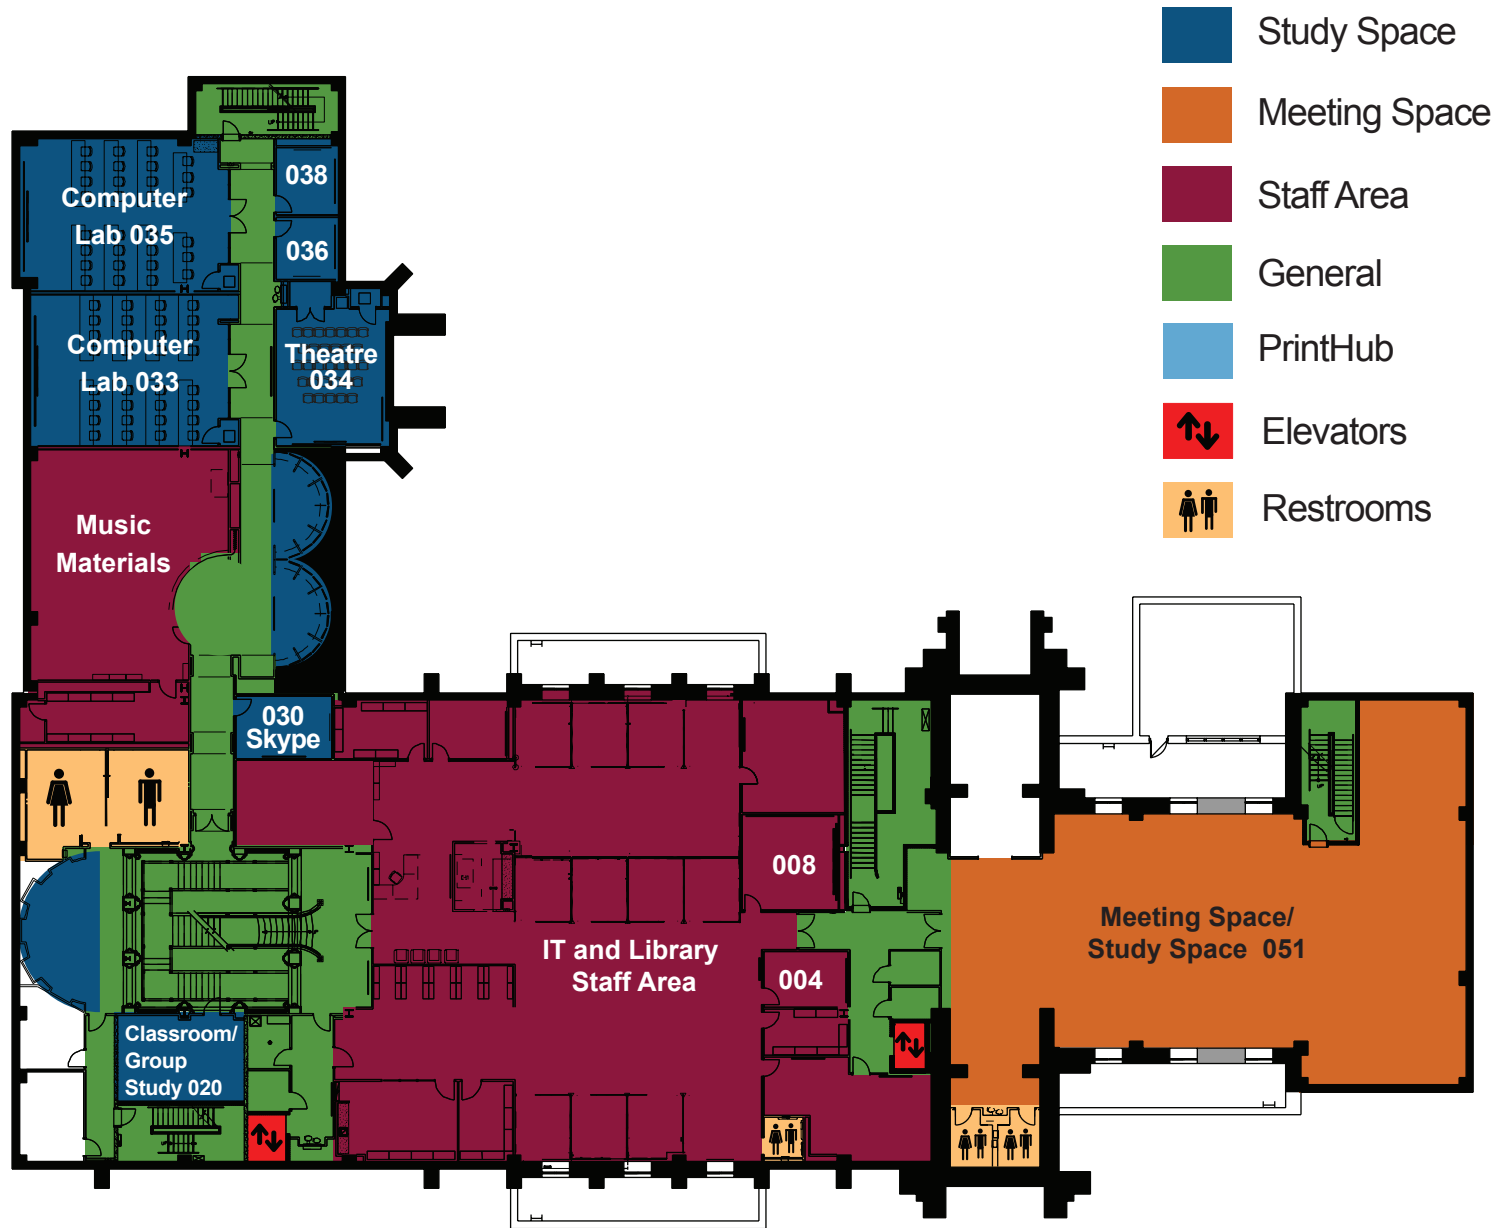 Study Space
Meeting Space
Staff Area
General
PrintHub
Elevators
Restrooms
038
Computer
Lab 035
036
Computer
Lab 033
Theatre
034
Music
Materials
030
Skype
008
IT and Library
Staff Area
004
Meeting Space/
Study Space 051
Classroom/
Group
Study 020